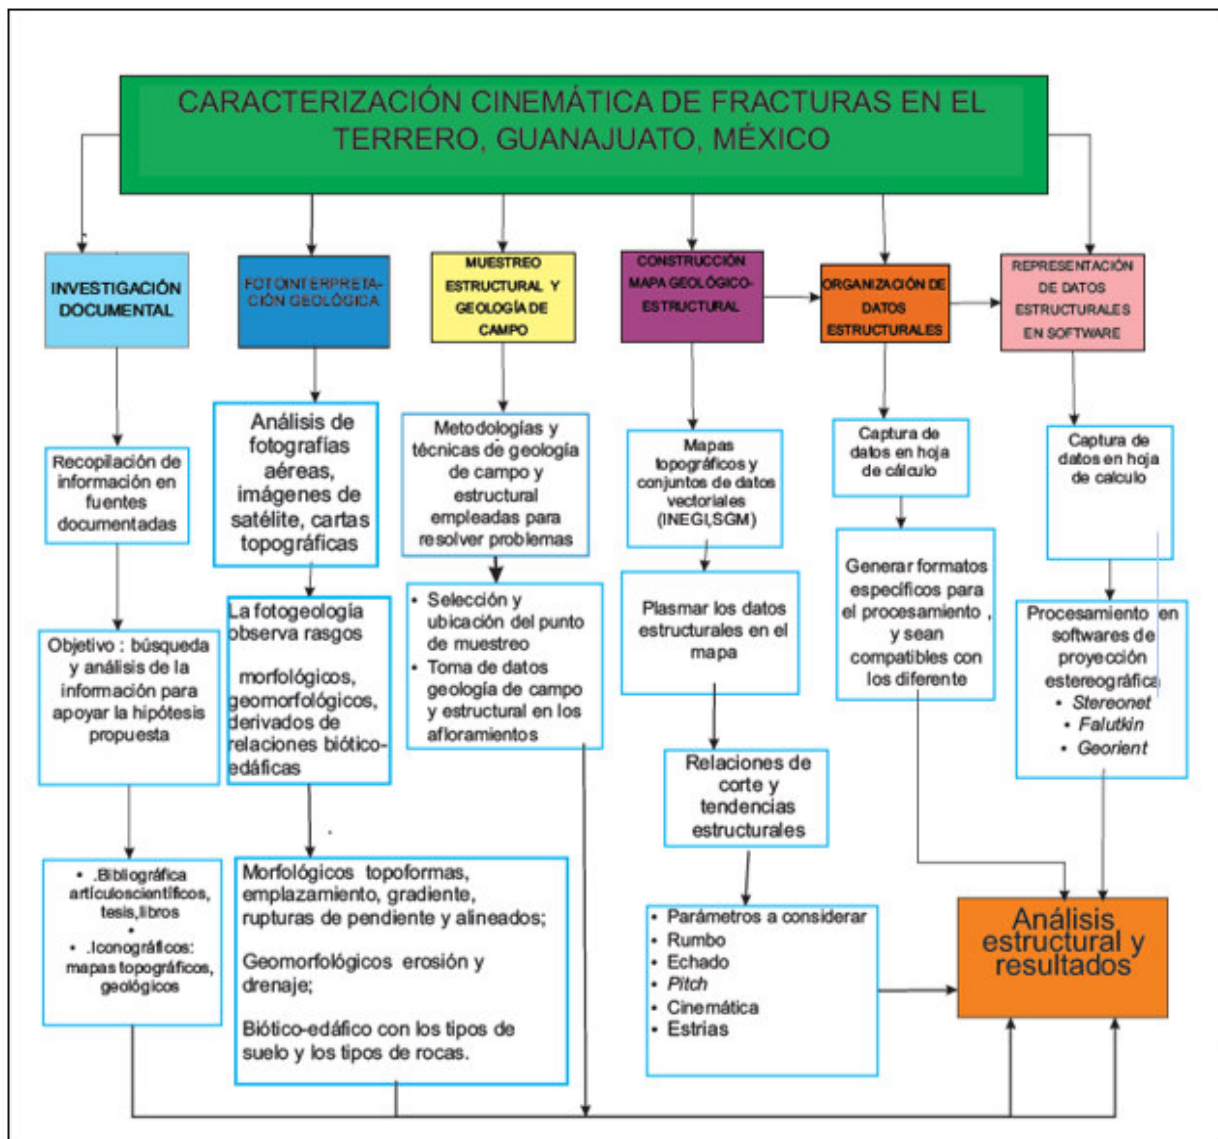 CARACTERIZACIÓN CINEMÁTICA DE FRACTURAS EN EL
TERRERO, GUANAJUATO, MÉXICO
INVESTIGACIÓN
DOCUMENTAL
FOTOINTERPRETA-
CIÓN GEOLÓGICA
MUESTREO
ESTRUCTURAL Y
GEOLOGÍA DE
CAMPO
CONSTRUCCIÓN
MAPA GEOLÓGICO-
ESTRUCTURAL
ORGANIZACIÓN DE
DATOS
ESTRUCTURALES
REPRESENTACIÓN
DE DATOS
ESTRUCTURALES
EN SOFTWARE
Recopilación de
información en
fuentes
documentadas
Objetivo : búsqueda
y análisis de la
información para
apoyar la hipótesis
propuesta
• .Bibliográfica
artículoscientíficos,
tesis,libros
•
• .Iconográficos:
mapas topográficos,
geológicos
Análisis de
fotografías
aéreas,
imágenes de
satélite, cartas
topográficas
La fotogeología
observa rasgos
morfológicos,
geomorfológicos,
derivados de
relaciones biótico-
edáficas
Morfológicos topoformas,
emplazamiento, gradiente,
rupturas de pendiente y alineados;
Geomorfológicos erosión y
drenaje;
Biótico-edáfico con los tipos de
suelo y los tipos de rocas.
Metodologías y
técnicas de geología
de campo y
estructural
empleadas para
resolver problemas
• Selección y
ubicación del punto
de muestreo
• Toma de datos
geología de campo
y estructural en los
afloramientos
Mapas
topográficos y
conjuntos de datos
vectoriales
(INEGI,SGM)
Plasmar los datos
estructurales en el
mapa
Relaciones de
corte y
tendencias
estructurales
• Parámetros a considerar
• Rumbo
• Echado
• Pitch
• Cinemática
• Estrias
Captura de
datos en hoja
de cálculo
Generar formatos
específicos para
el procesamiento ,
y sean
compatibles con
los diferente
Captura de
datos en hoja
de calculo
Procesamiento en
softwares de
proyección
estereográfica
• Stereonet
• Falutkin
• Georient
Análisis
estructural y
resultados